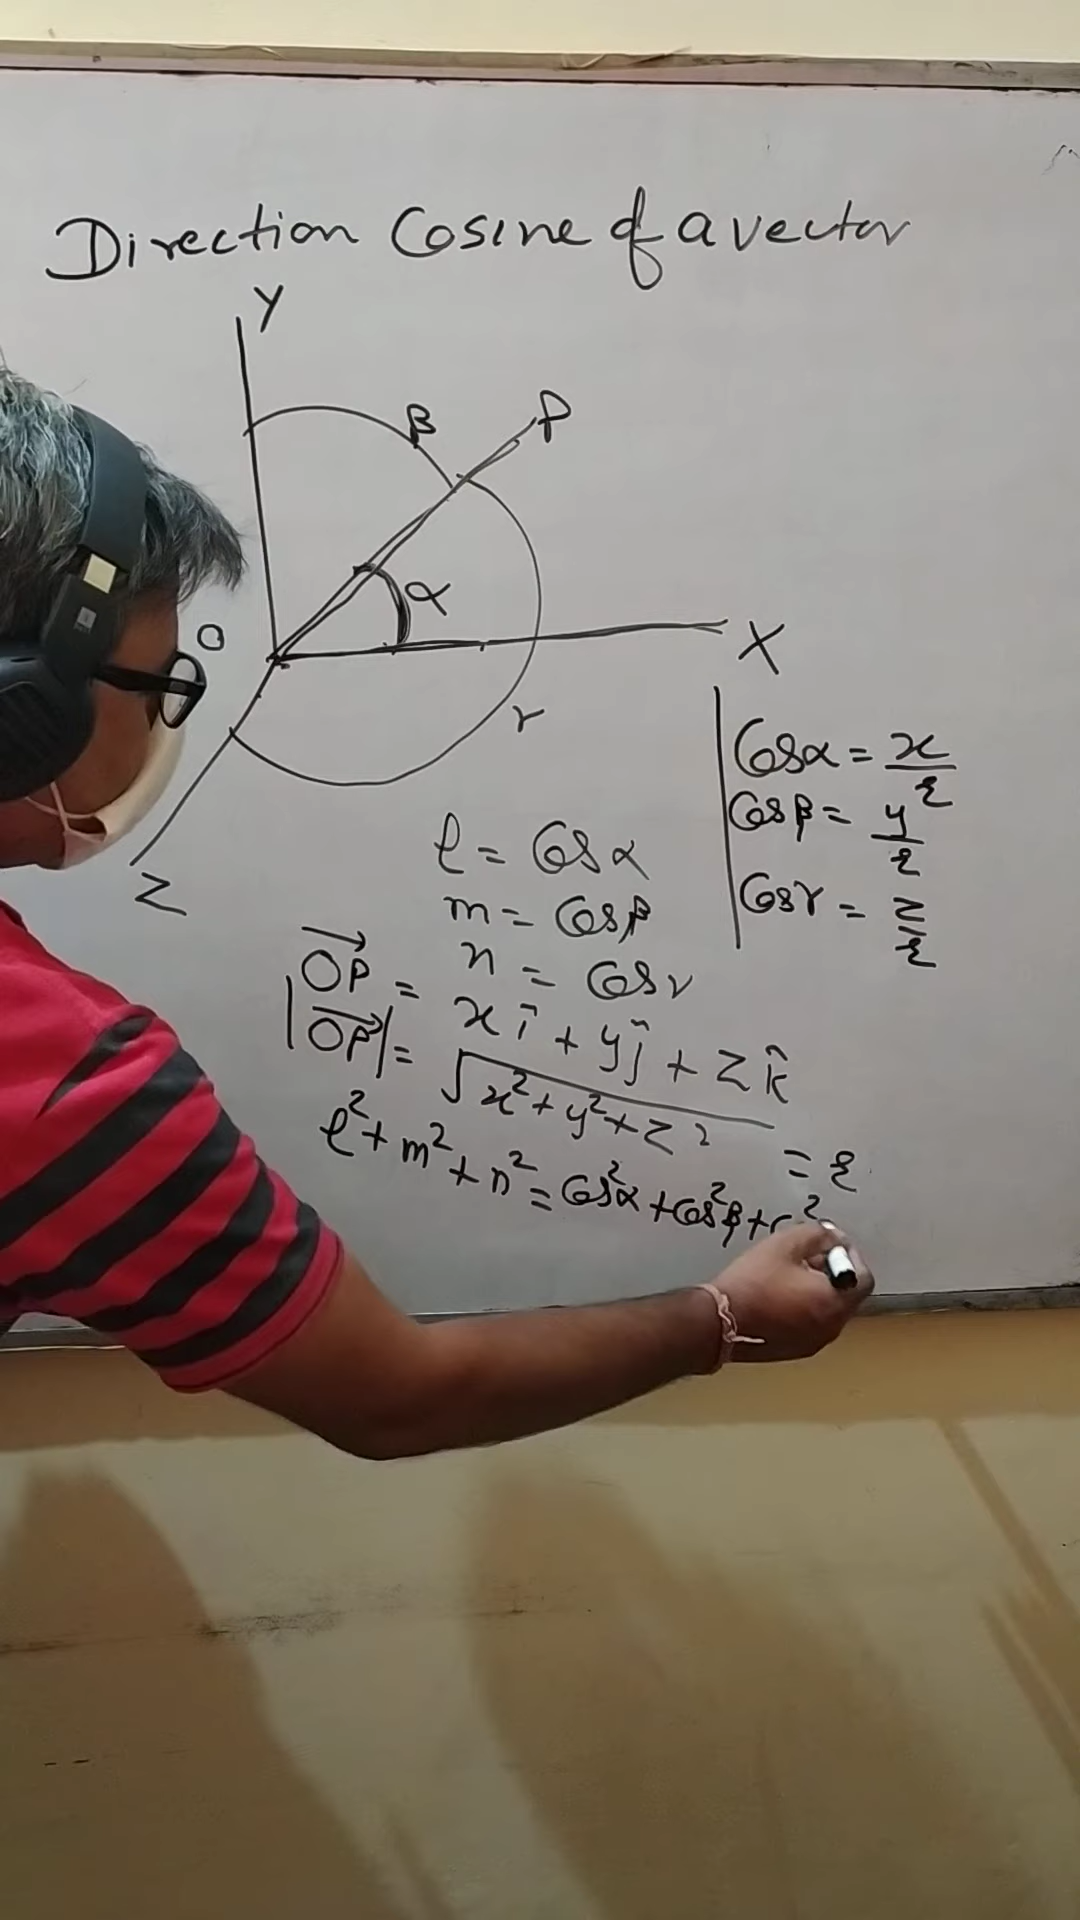 Direction Cosine of a vector
Y
β
P
α
O
X
γ
Z
Cosα = x/r
Cosβ = y/r
Cosγ = z/r
l = Cosα
m = Cosβ
n = Cosγ
OP⃗ = xî + yĵ + zk̂
|OP⃗| = √x²+y²+z² = r
l²+m²+n² = Cos²α + Cos²β + c²